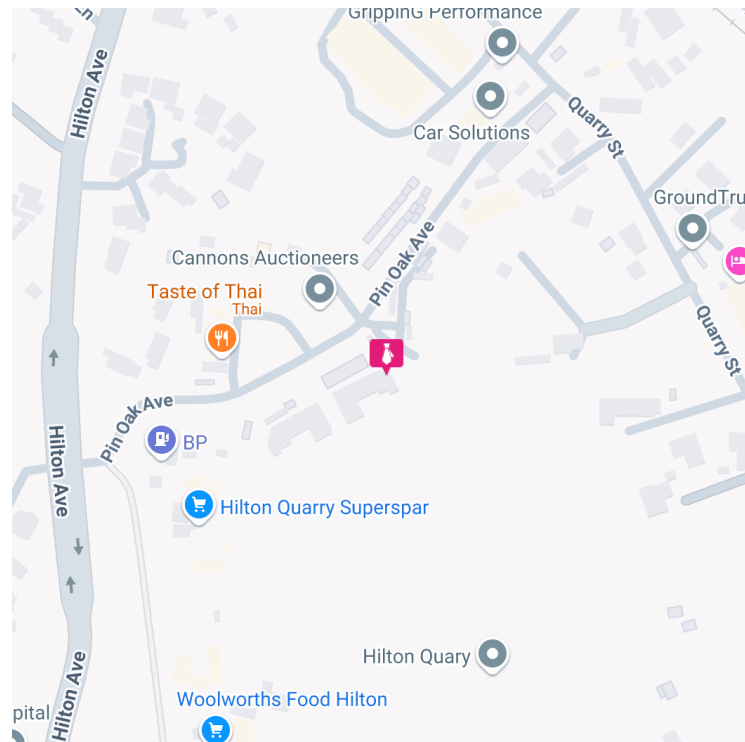 GrippinG Performance
Ln
Hilton Ave
Quarry St
Car Solutions
GroundTru
Pin Oak Ave
Cannons Auctioneers
Taste of Thai
Thai
Quarry St
Pin Oak Ave
BP
Hilton Ave
Hilton Quarry Superspar
Hilton Quary
Woolworths Food Hilton
Hilton Ave
pital